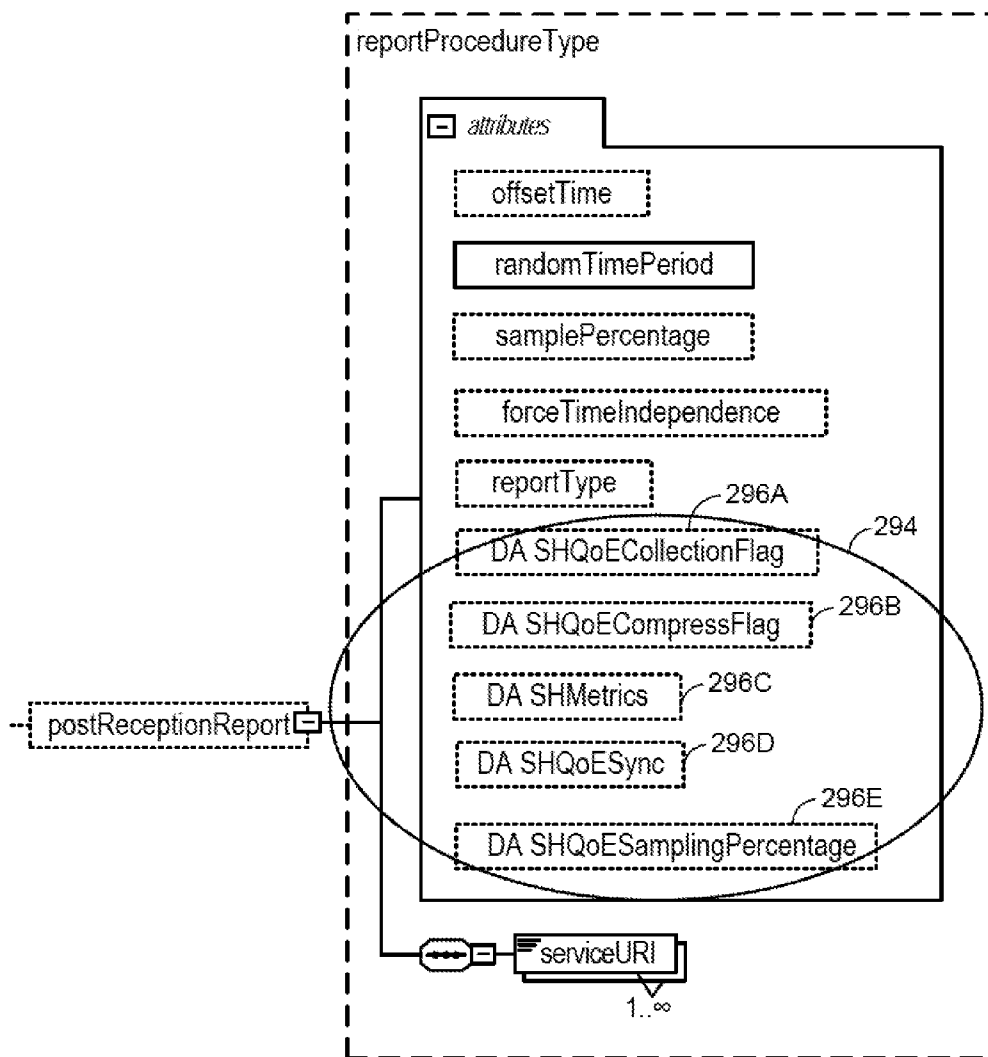 reportProcedureType
attributes
offsetTime
randomTimePeriod
samplePercentage
forceTimeIndependence
reportType
296A
294
DA SHQoECollectionFlag
DA SHQoECompressFlag
296B
DA SHMetrics
296C
postReceptionReport
DA SHQoESync
296D
296E
DA SHQoESamplingPercentage
serviceURI
1..∞